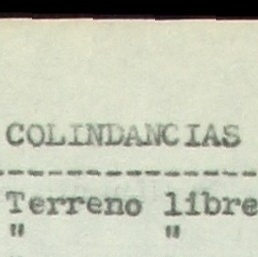 COLINDANCIAS
--------------------
Terreno libre
" "